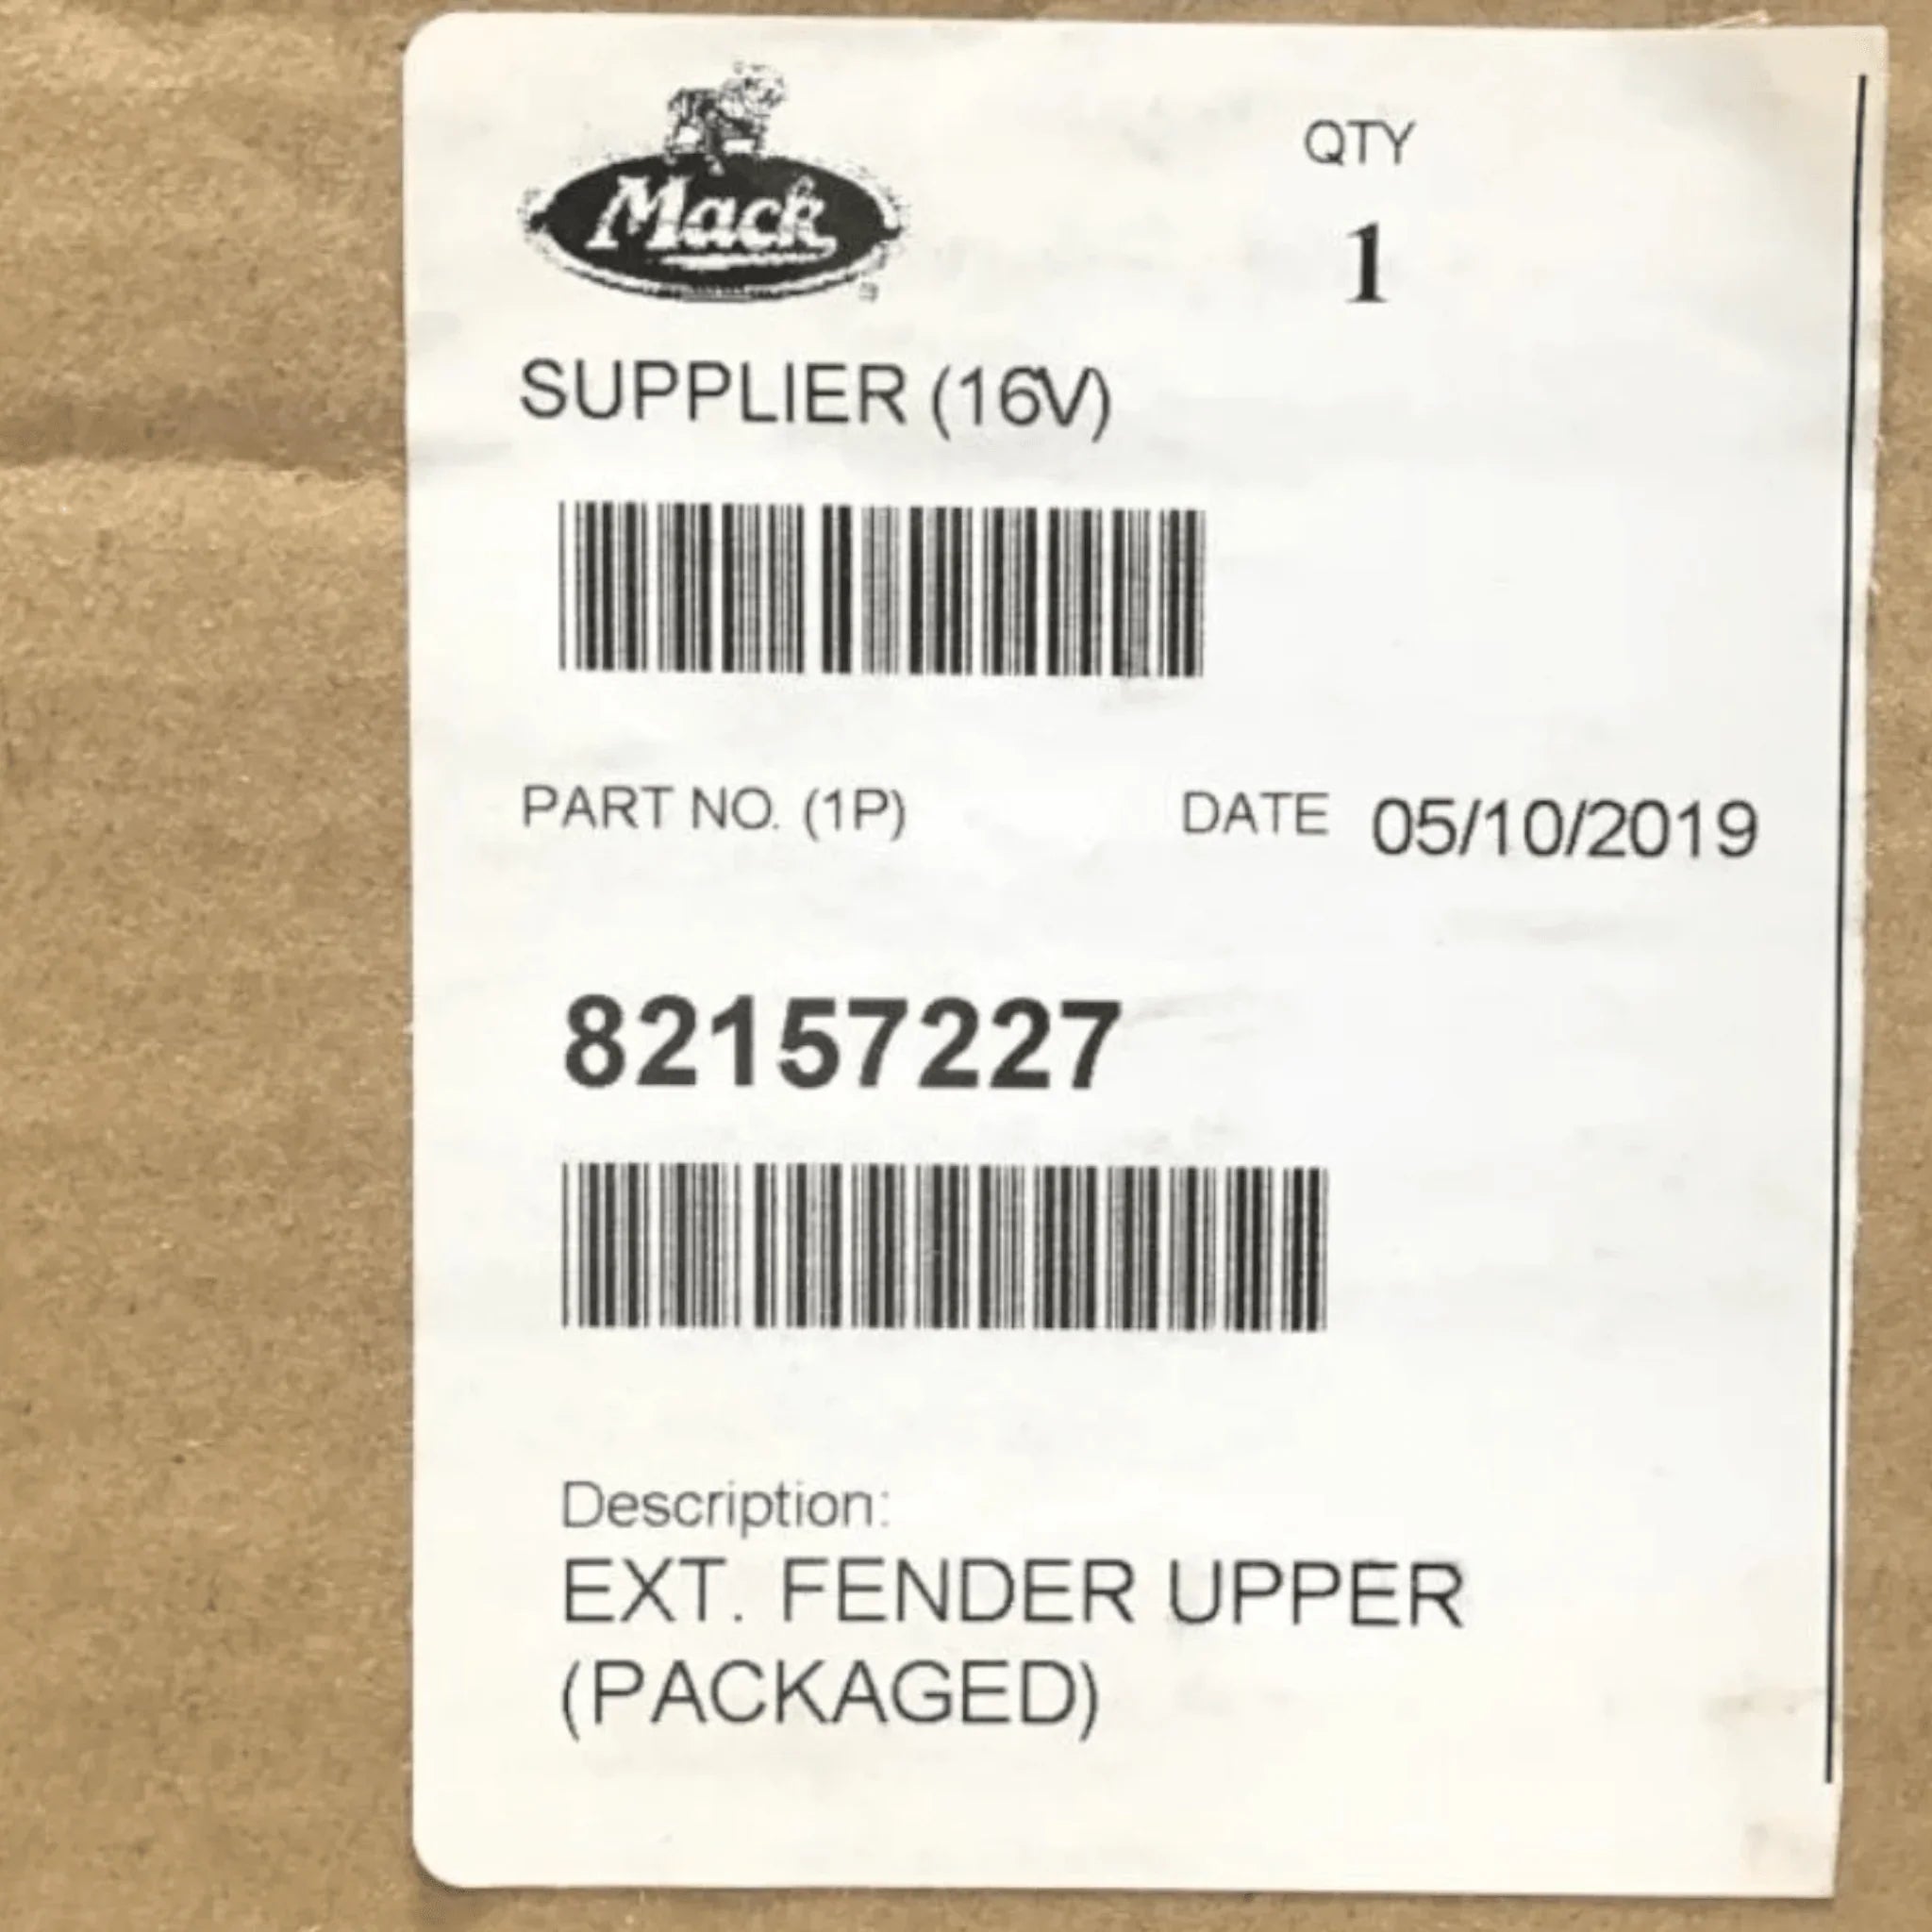 Mack
QTY
1
SUPPLIER (16V)
PART NO. (1P)
DATE 05/10/2019
82157227
Description:
EXT. FENDER UPPER
(PACKAGED)